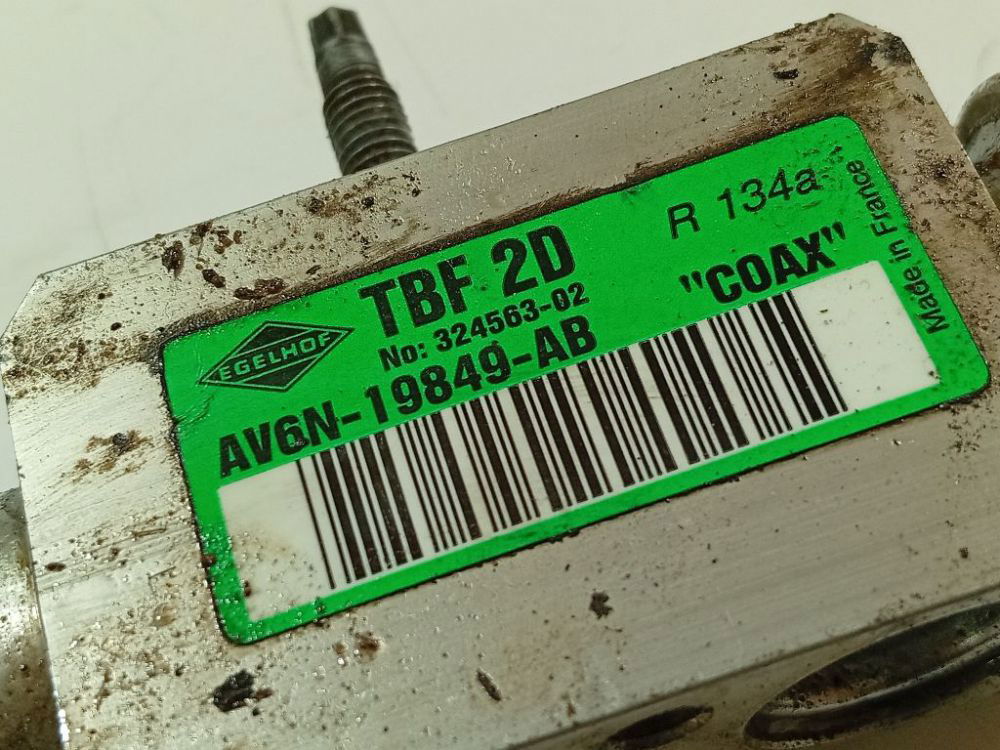 EGELHOF
TBF 2D
R 134a
No: 324563-02
"COAX"
AV6N-19849-AB
Made in France